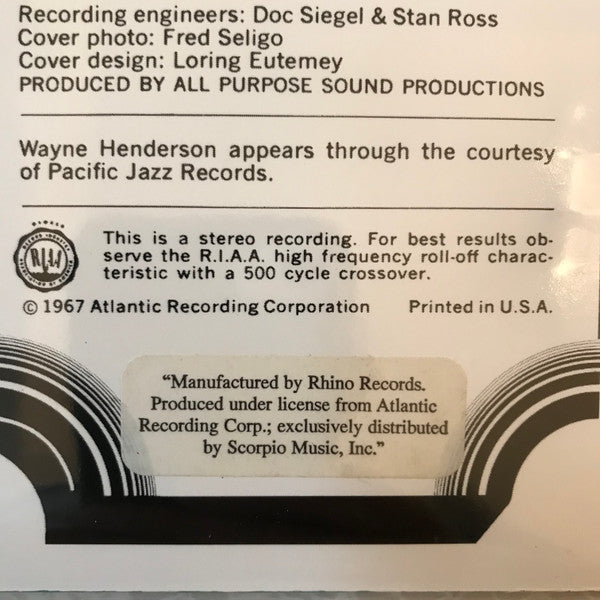 Recording engineers: Doc Siegel & Stan Ross
Cover photo: Fred Seligo
Cover design: Loring Eutemey
PRODUCED BY ALL PURPOSE SOUND PRODUCTIONS
Wayne Henderson appears through the courtesy
of Pacific Jazz Records.
RIAA
This is a stereo recording. For best results ob-
serve the R.I.A.A. high frequency roll-off charac-
teristic with a 500 cycle crossover.
© 1967 Atlantic Recording Corporation Printed in U.S.A.
“Manufactured by Rhino Records.
Produced under license from Atlantic
Recording Corp.; exclusively distributed
by Scorpio Music, Inc.”